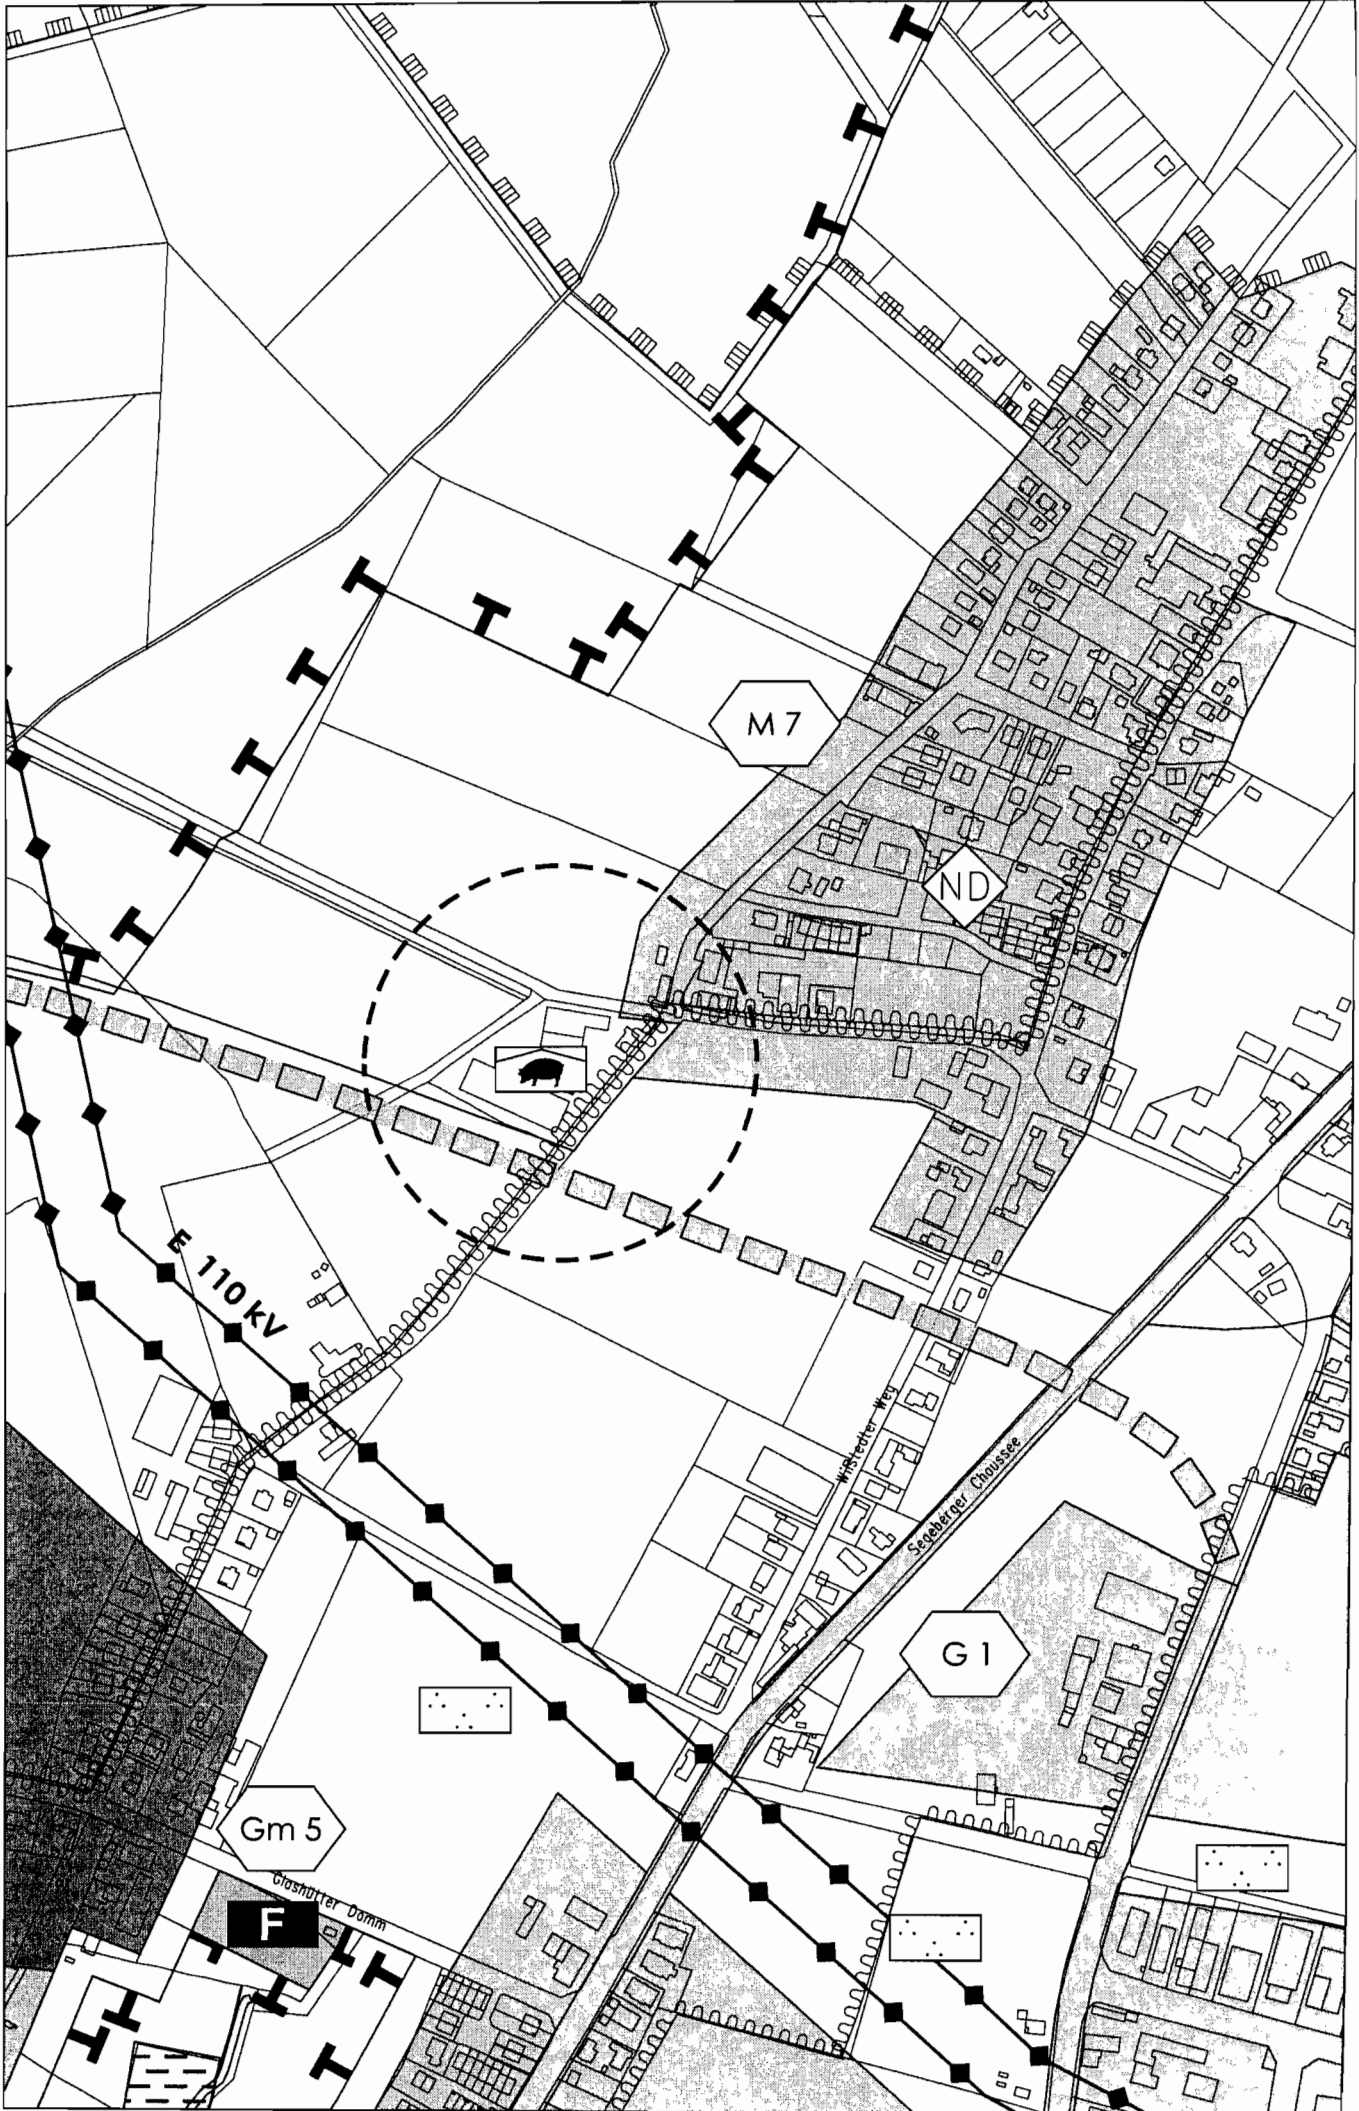 M 7
ND
E 110 kV
Wilstedter Weg
Segeberger Chaussee
G 1
Gm 5
Glashütter Damm
F